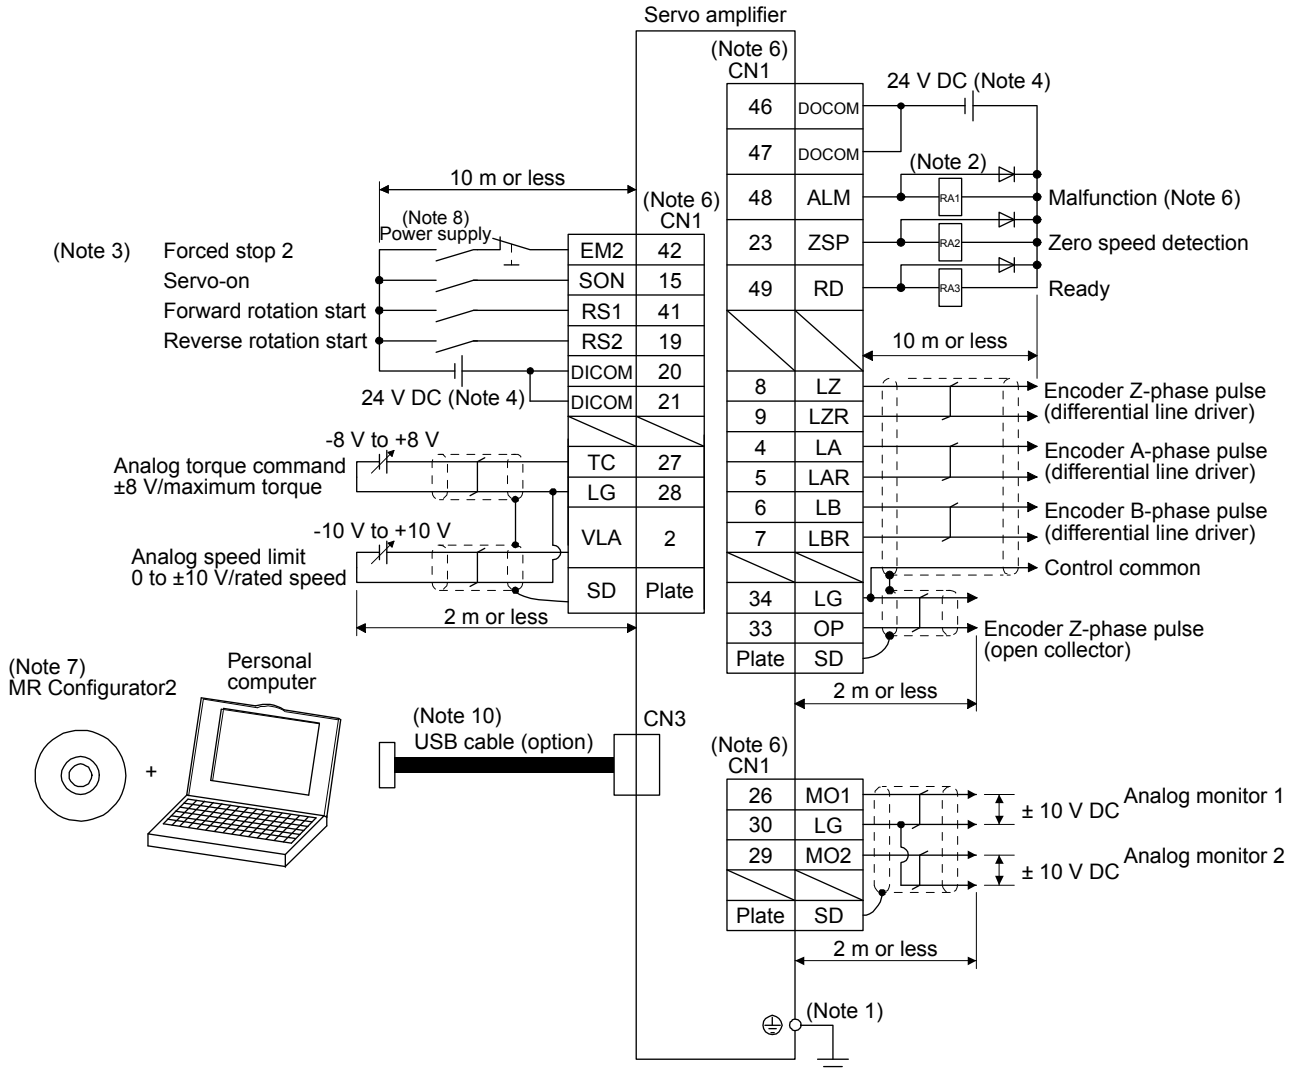 Servo amplifier
(Note 6)
CN1
24 V DC (Note 4)
46 DOCOM
47 DOCOM
(Note 2)
48 ALM RA1 Malfunction (Note 6)
23 ZSP RA2 Zero speed detection
49 RD RA3 Ready
10 m or less
8 LZ Encoder Z-phase pulse
9 LZR (differential line driver)
4 LA Encoder A-phase pulse
5 LAR (differential line driver)
6 LB Encoder B-phase pulse
7 LBR (differential line driver)
Control common
34 LG
33 OP Encoder Z-phase pulse
(open collector)
Plate SD
2 m or less
10 m or less
(Note 6)
CN1
(Note 8)
Power supply
(Note 3) Forced stop 2 EM2 42
Servo-on SON 15
Forward rotation start RS1 41
Reverse rotation start RS2 19
DICOM 20
24 V DC (Note 4) DICOM 21
-8 V to +8 V
Analog torque command TC 27
±8 V/maximum torque LG 28
-10 V to +10 V
VLA 2
Analog speed limit
0 to ±10 V/rated speed SD Plate
2 m or less
(Note 7)
MR Configurator2
Personal
computer
+
(Note 10)
USB cable (option)
CN3
(Note 6)
CN1
26 MO1 Analog monitor 1
± 10 V DC
30 LG
29 MO2 Analog monitor 2
± 10 V DC
Plate SD
2 m or less
(Note 1)